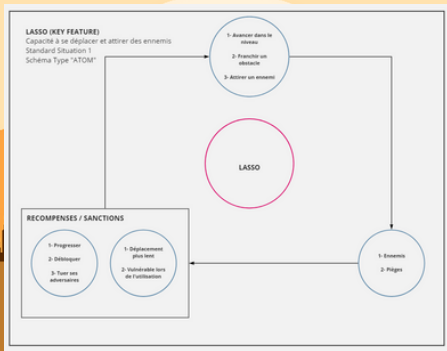 LASSO (KEY FEATURE)
Capacité à se déplacer et attirer des ennemis
Standard Situation 1
Schéma Type "ATOM"
1- Avancer dans le
niveau
2- Franchir un
obstacle
3- Attirer un ennemi
LASSO
RECOMPENSES / SANCTIONS
1- Progresser
2- Débloquer
3- Tuer ses
adversaires
1- Déplacement
plus lent
2- Vulnérable lors
de l'utilisation
1- Ennemis
2- Pièges